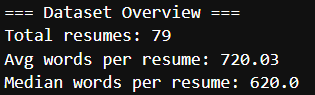 === Dataset Overview ===
Total resumes: 79
Avg words per resume: 720.03
Median words per resume: 620.0